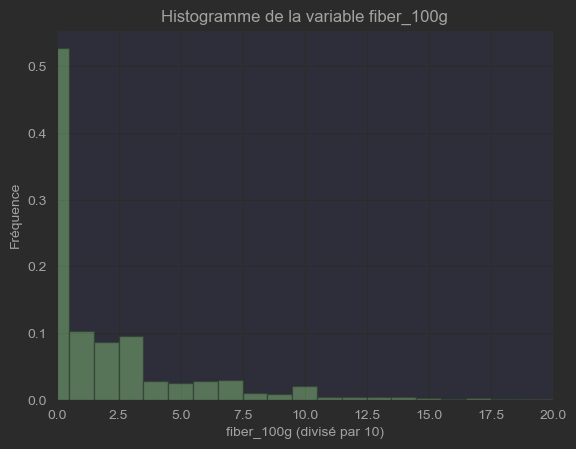 Histogramme de la variable fiber_100g
Fréquence
0.5
0.4
0.3
0.2
0.1
0.0
0.0 2.5 5.0 7.5 10.0 12.5 15.0 17.5 20.0
fiber_100g (divisé par 10)